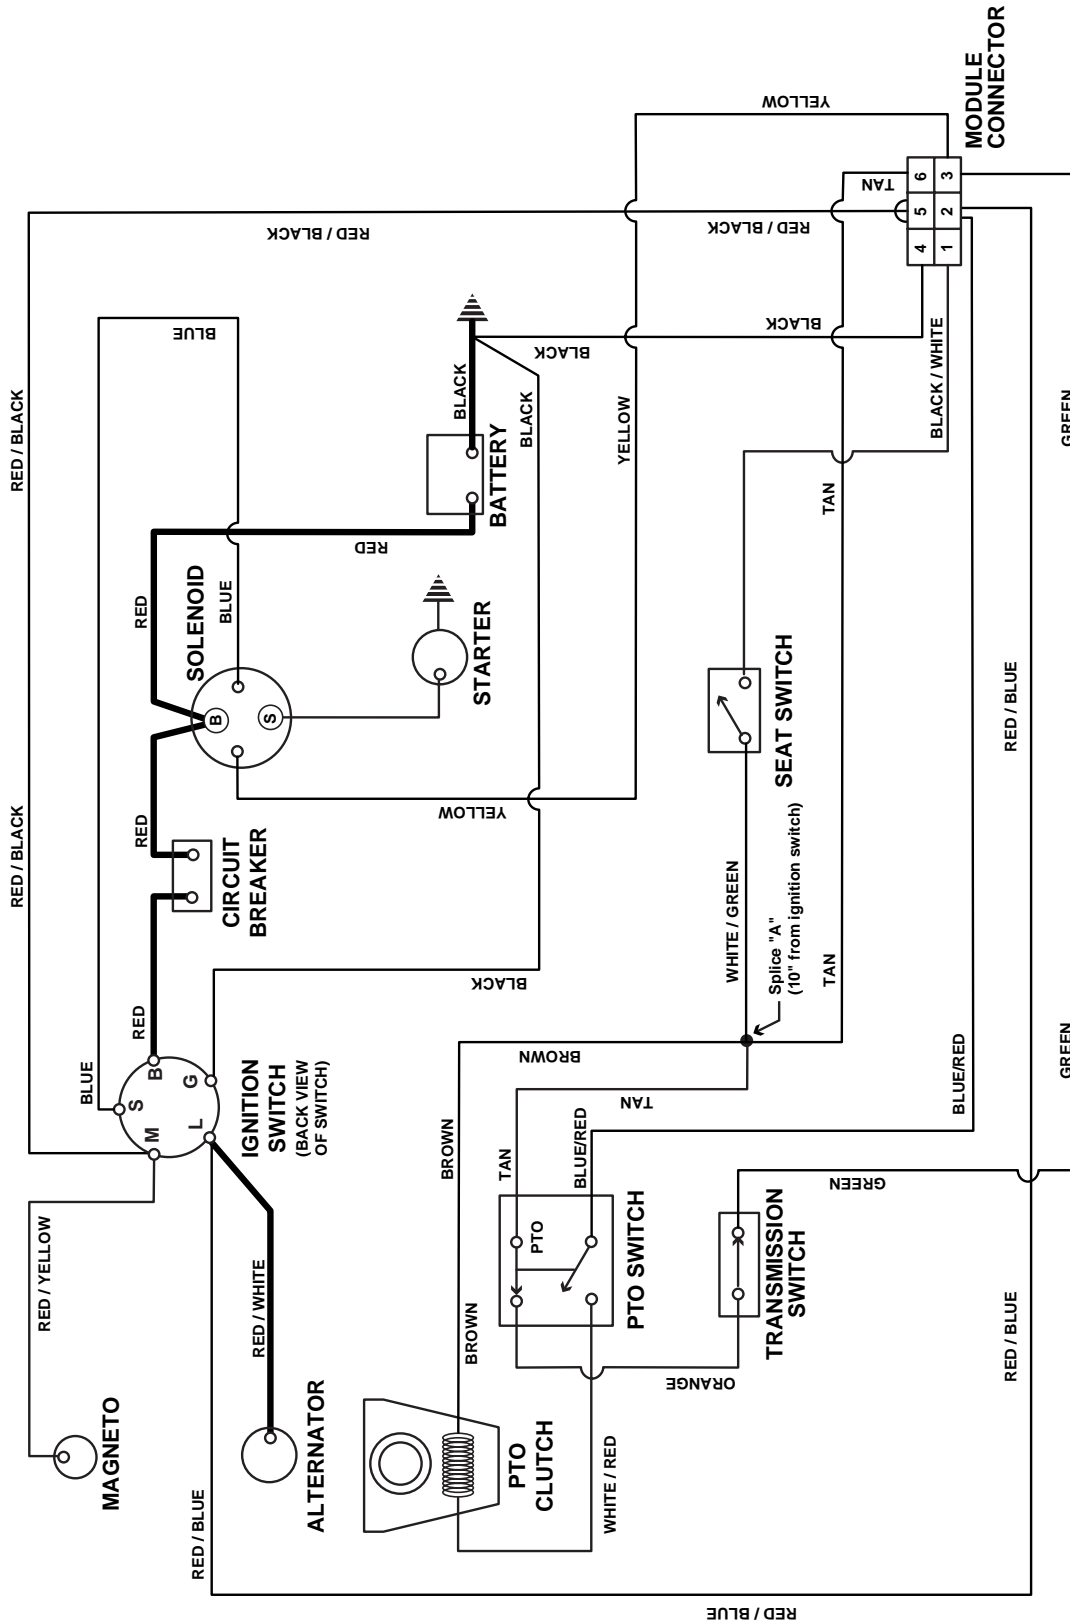 MAGNETO
RED / YELLOW
RED / BLACK
RED / BLACK
RED / BLACK
RED / BLACK
BLUE
BLUE
BLUE
M
S
B
L
G
IGNITION
SWITCH
(BACK VIEW
OF SWITCH)
RED
CIRCUIT
BREAKER
RED
SOLENOID
B
S
RED
RED
BATTERY
BLACK
BLACK
BLACK
BLACK
BLACK
STARTER
ALTERNATOR
RED / WHITE
YELLOW
YELLOW
YELLOW
PTO
CLUTCH
BROWN
BROWN
BROWN
WHITE / RED
PTO SWITCH
PTO
TAN
TAN
BLUE/RED
BLUE/RED
ORANGE
TRANSMISSION
SWITCH
GREEN
GREEN
GREEN
SEAT SWITCH
WHITE / GREEN
Splice "A"
(10" from ignition switch)
TAN
TAN
TAN
BLACK / WHITE
MODULE
CONNECTOR
4
5
6
1
2
3
RED / BLUE
RED / BLUE
RED / BLUE
RED / BLUE